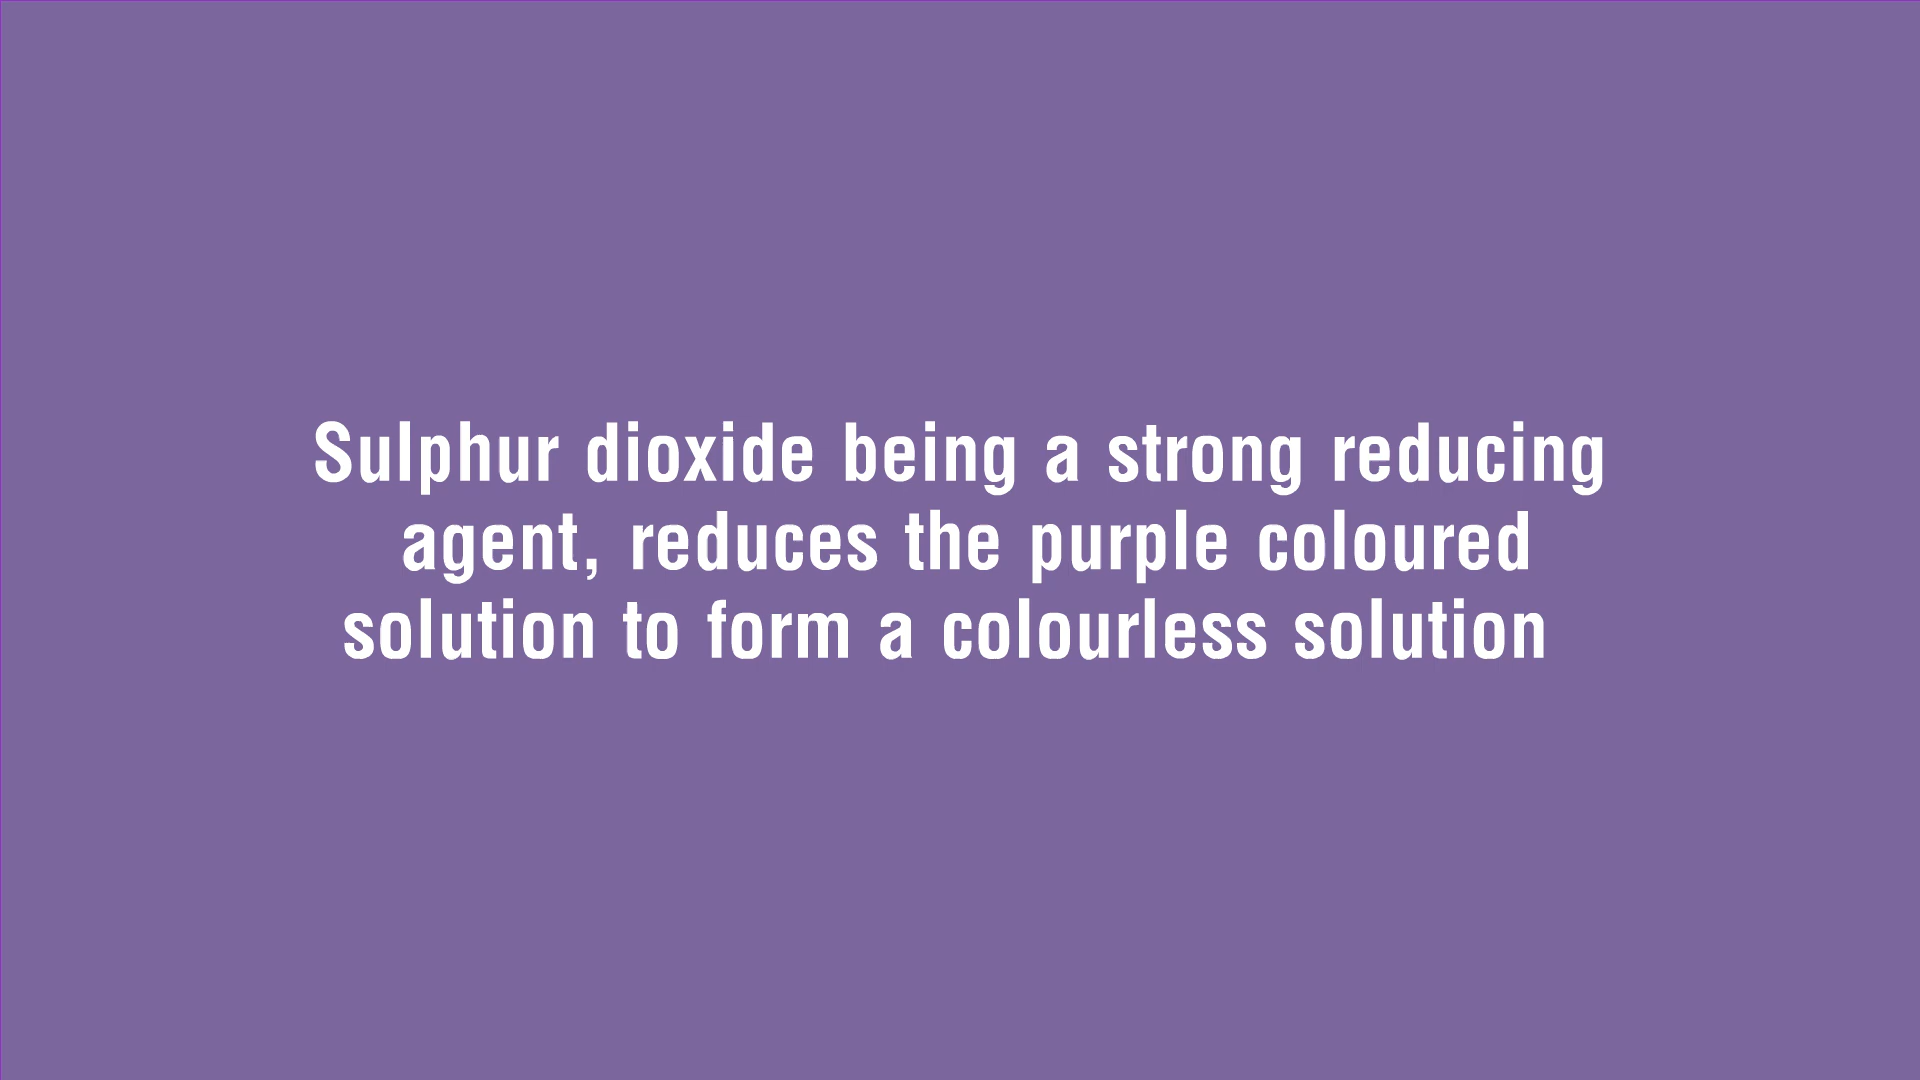 Sulphur dioxide being a strong reducing
agent, reduces the purple coloured
solution to form a colourless solution